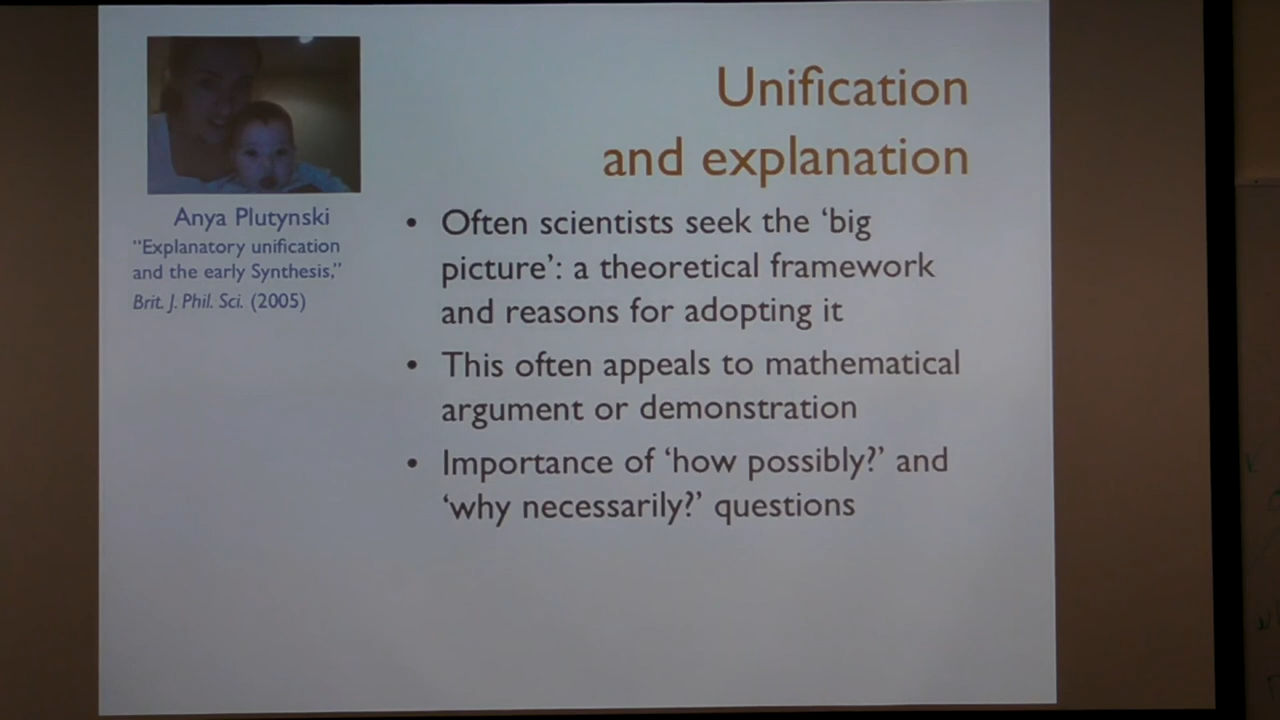 Unification
and explanation
Anya Plutynski
“Explanatory unification
and the early Synthesis,”
Brit. J. Phil. Sci. (2005)
• Often scientists seek the ‘big
picture’: a theoretical framework
and reasons for adopting it
• This often appeals to mathematical
argument or demonstration
• Importance of ‘how possibly?’ and
‘why necessarily?’ questions